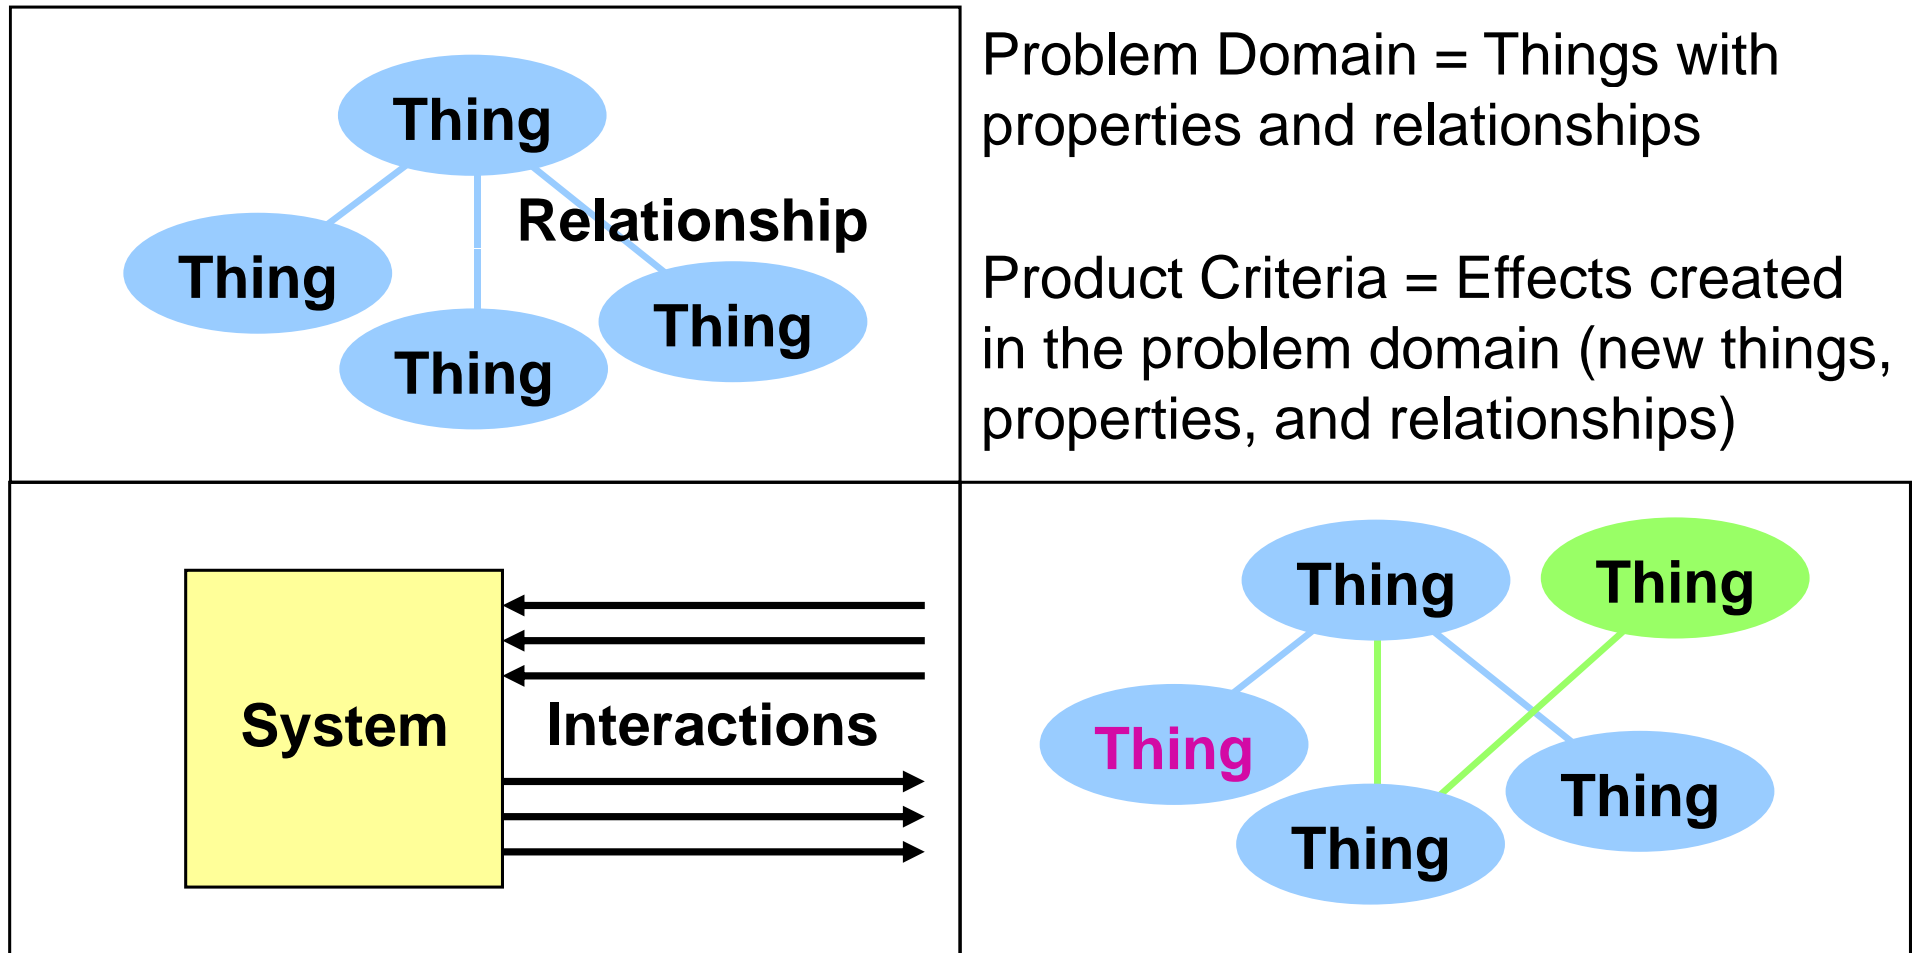 Thing
Relationship
Thing
Thing
Thing
Problem Domain = Things with
properties and relationships
Product Criteria = Effects created
in the problem domain (new things,
properties, and relationships)
System
Interactions
Thing
Thing
Thing
Thing
Thing